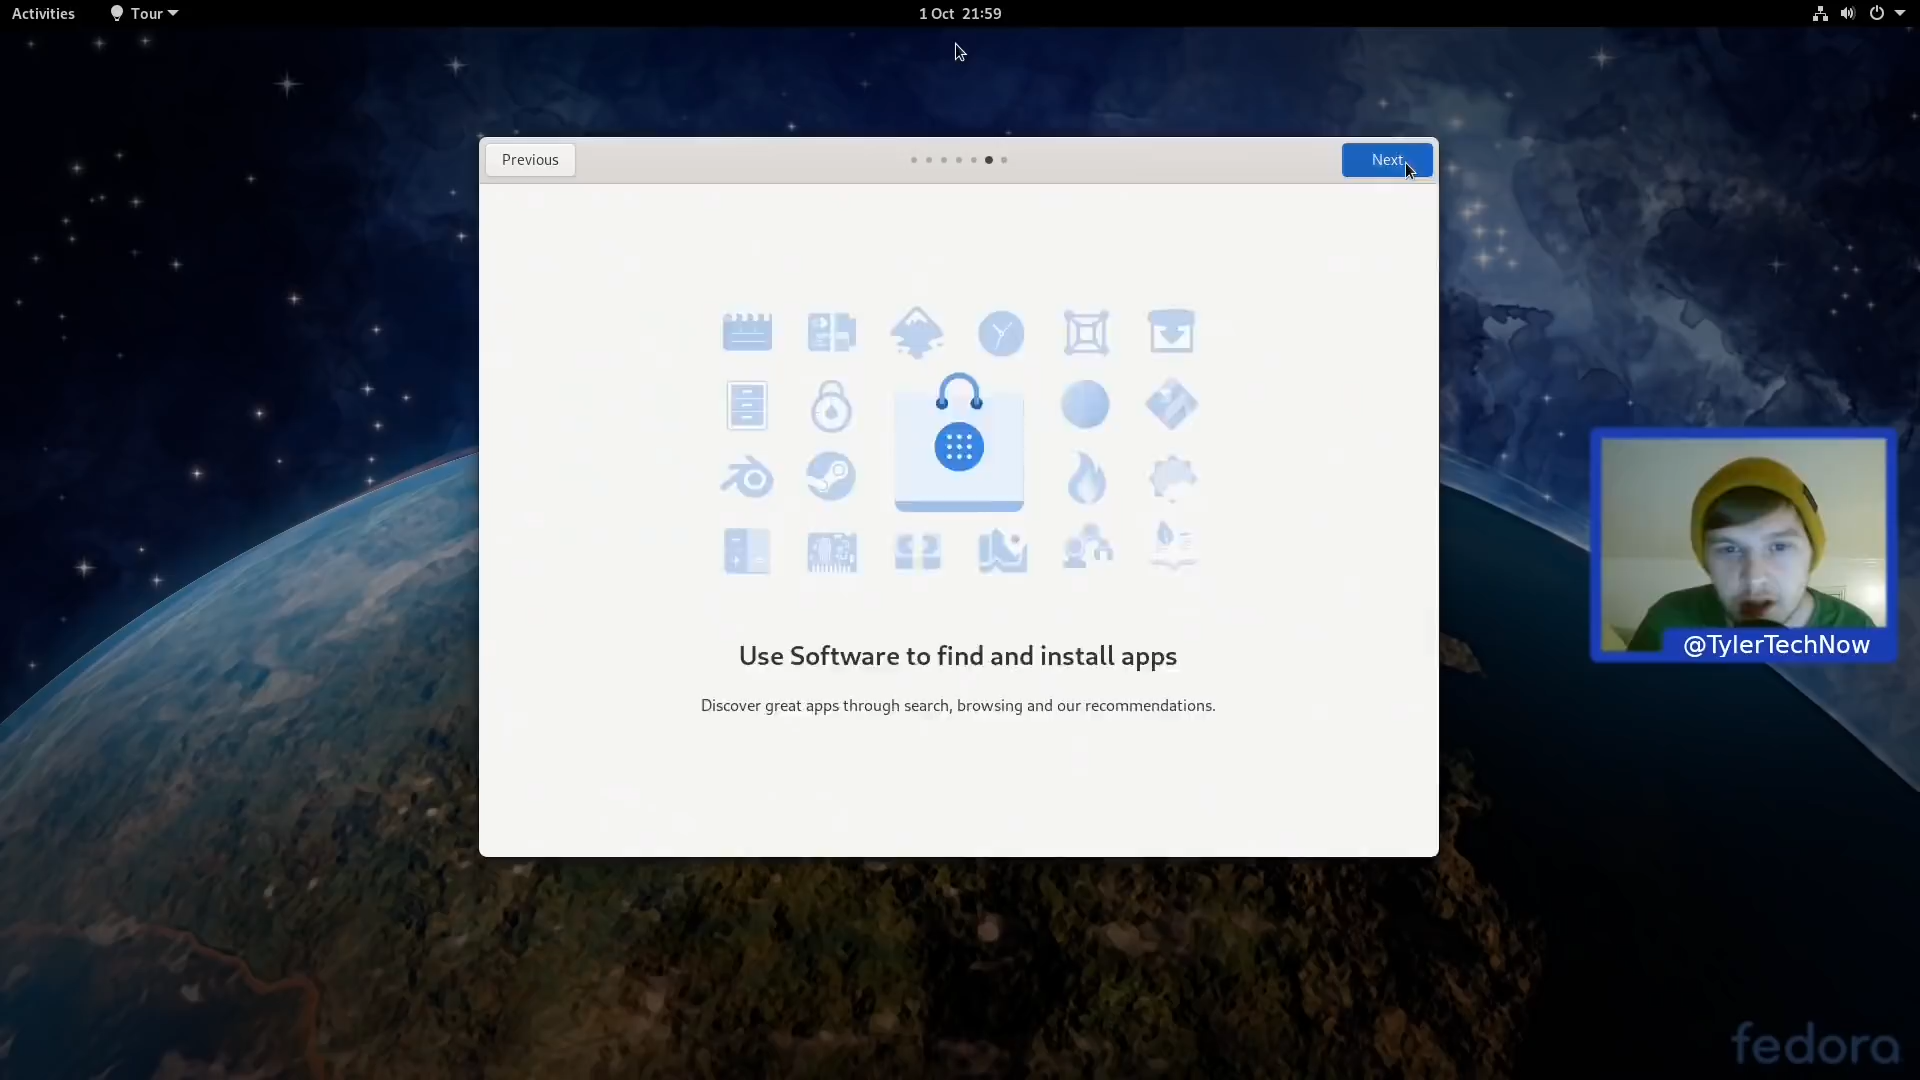 Activities
Tour
1 Oct 21:59
Previous
Next
Use Software to find and install apps
Discover great apps through search, browsing and our recommendations.
@TylerTechNow
fedora